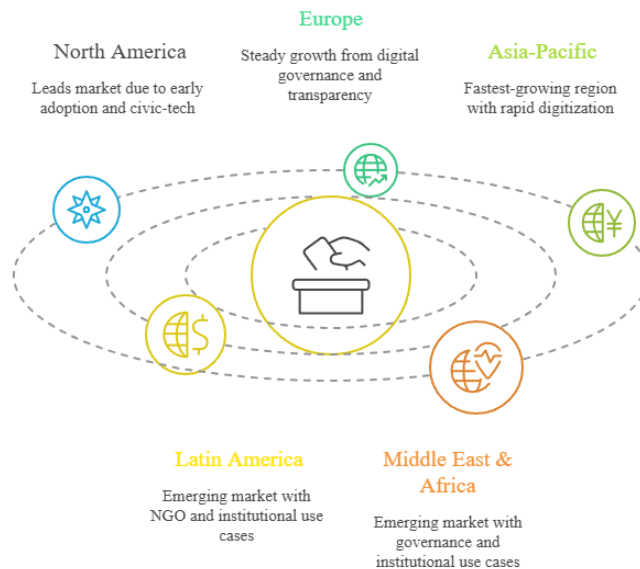 Europe
Steady growth from digital
governance and
transparency
North America
Leads market due to early
adoption and civic-tech
Asia-Pacific
Fastest-growing region
with rapid digitization
¥
$
Latin America
Emerging market with
NGO and institutional use
cases
Middle East &
Africa
Emerging market with
governance and
institutional use cases